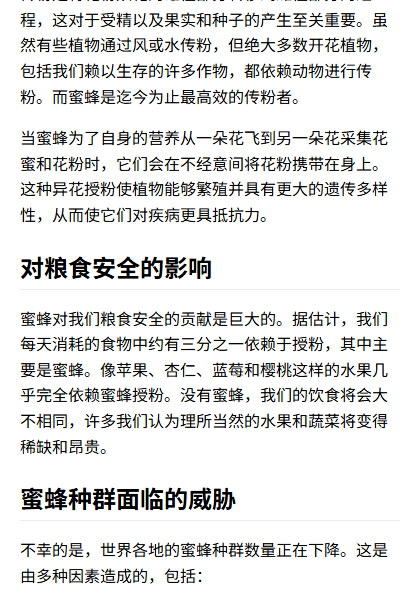 程，这对于受精以及果实和种子的产生至关重要。虽
然有些植物通过风或水传粉，但绝大多数开花植物，
包括我们赖以生存的许多作物，都依赖动物进行传
粉。而蜜蜂是迄今为止最高效的传粉者。
当蜜蜂为了自身的营养从一朵花飞到另一朵花采集花
蜜和花粉时，它们会在不经意间将花粉携带在身上。
这种异花授粉使植物能够繁殖并具有更大的遗传多样
性，从而使它们对疾病更具抵抗力。
对粮食安全的影响
蜜蜂对我们粮食安全的贡献是巨大的。据估计，我们
每天消耗的食物中约有三分之一依赖于授粉，其中主
要是蜜蜂。像苹果、杏仁、蓝莓和樱桃这样的水果几
乎完全依赖蜜蜂授粉。没有蜜蜂，我们的饮食将会大
不相同，许多我们认为理所当然的水果和蔬菜将变得
稀缺和昂贵。
蜜蜂种群面临的威胁
不幸的是，世界各地的蜜蜂种群数量正在下降。这是
由多种因素造成的，包括：